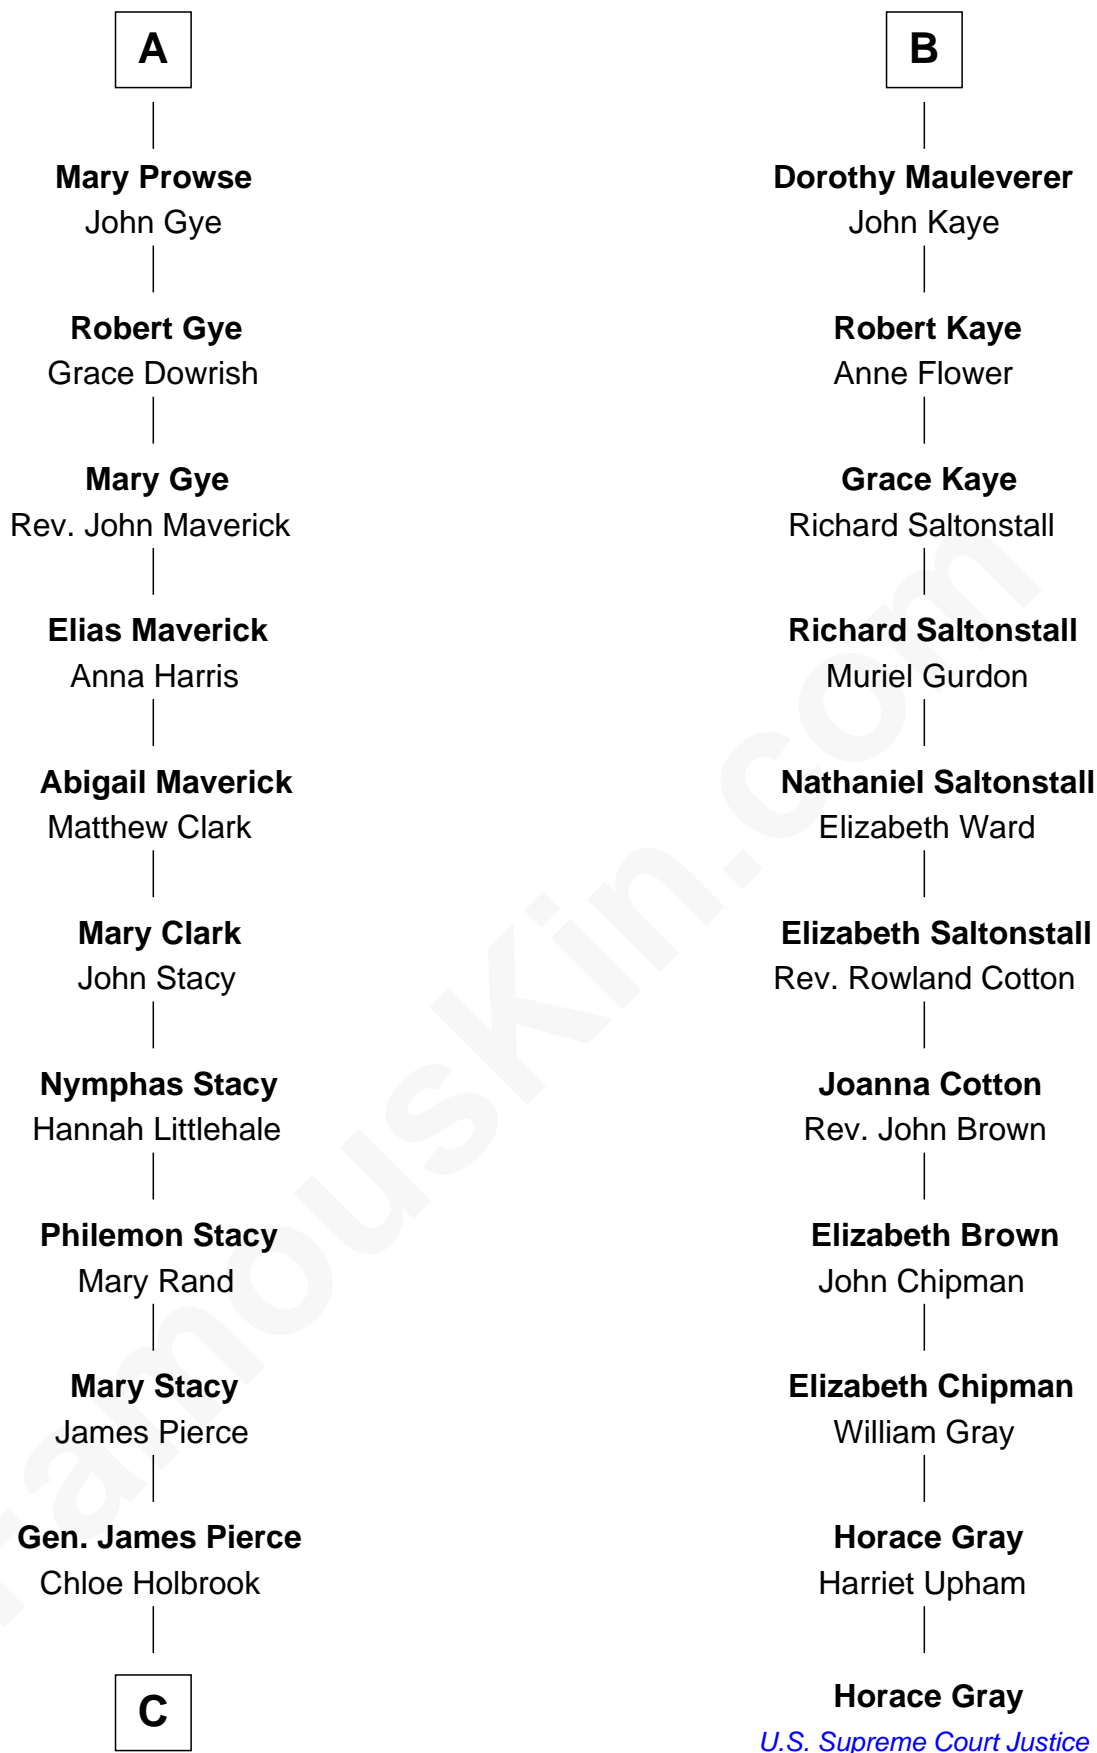 A
Mary Prowse
John Gye
Robert Gye
Grace Dowrish
Mary Gye
Rev. John Maverick
Elias Maverick
Anna Harris
Abigail Maverick
Matthew Clark
Mary Clark
John Stacy
Nymphas Stacy
Hannah Littlehale
Philemon Stacy
Mary Rand
Mary Stacy
James Pierce
Gen. James Pierce
Chloe Holbrook
C
B
Dorothy Mauleverer
John Kaye
Robert Kaye
Anne Flower
Grace Kaye
Richard Saltonstall
Richard Saltonstall
Muriel Gurdon
Nathaniel Saltonstall
Elizabeth Ward
Elizabeth Saltonstall
Rev. Rowland Cotton
Joanna Cotton
Rev. John Brown
Elizabeth Brown
John Chipman
Elizabeth Chipman
William Gray
Horace Gray
Harriet Upham
Horace Gray
U.S. Supreme Court Justice
FamousKin.com